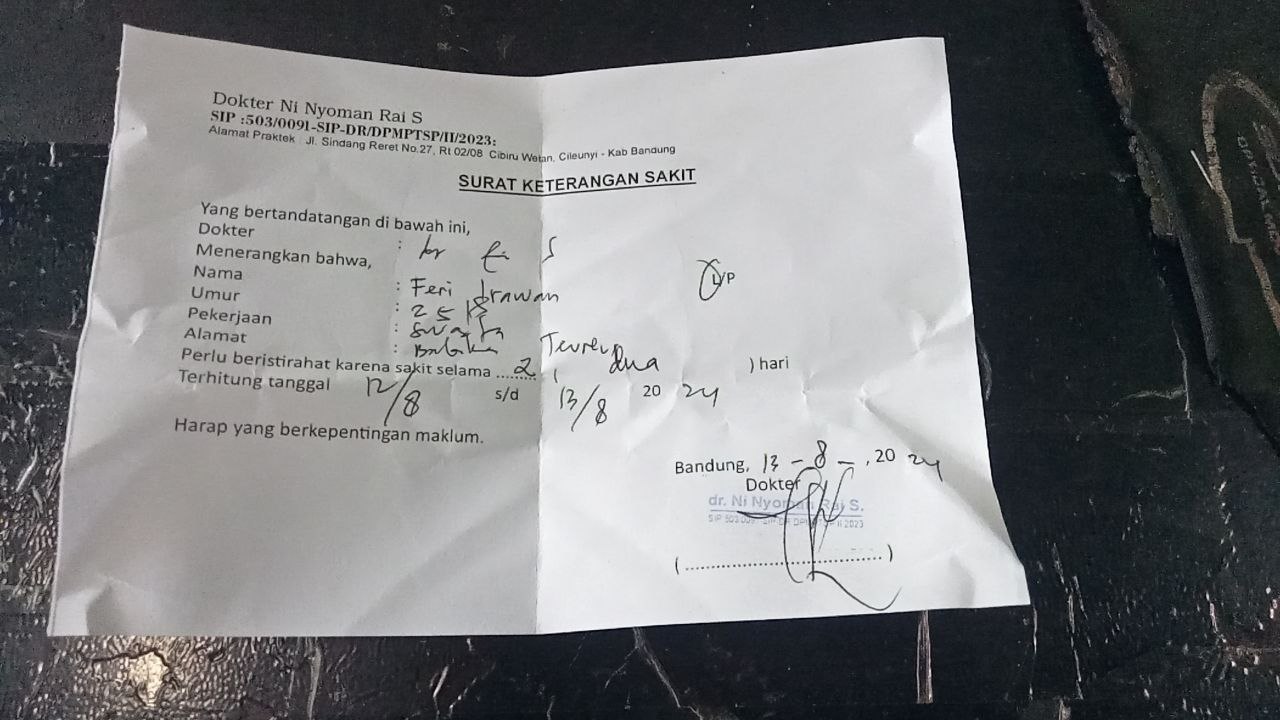 Dokter Ni Nyoman Rai S
SIP :503/0091-SIP-DR/DPMPTSP/II/2023:
Alamat Praktek : Jl. Sindang Reret No.27, Rt 02/08 Cibiru Wetan, Cileunyi - Kab Bandung
SURAT KETERANGAN SAKIT
Yang bertandatangan di bawah ini,
Dokter :
Menerangkan bahwa,
Nama : Feri Irawan L/P
Umur : 25
Pekerjaan :
Alamat :
Perlu beristirahat karena sakit selama ....2.... ( dua ) hari
Terhitung tanggal 12/8 s/d 13/8 20 24
Harap yang berkepentingan maklum.
Bandung, 13 - 8 - , 20 24
Dokter
dr. Ni Nyoman Rai S.
(........................................)